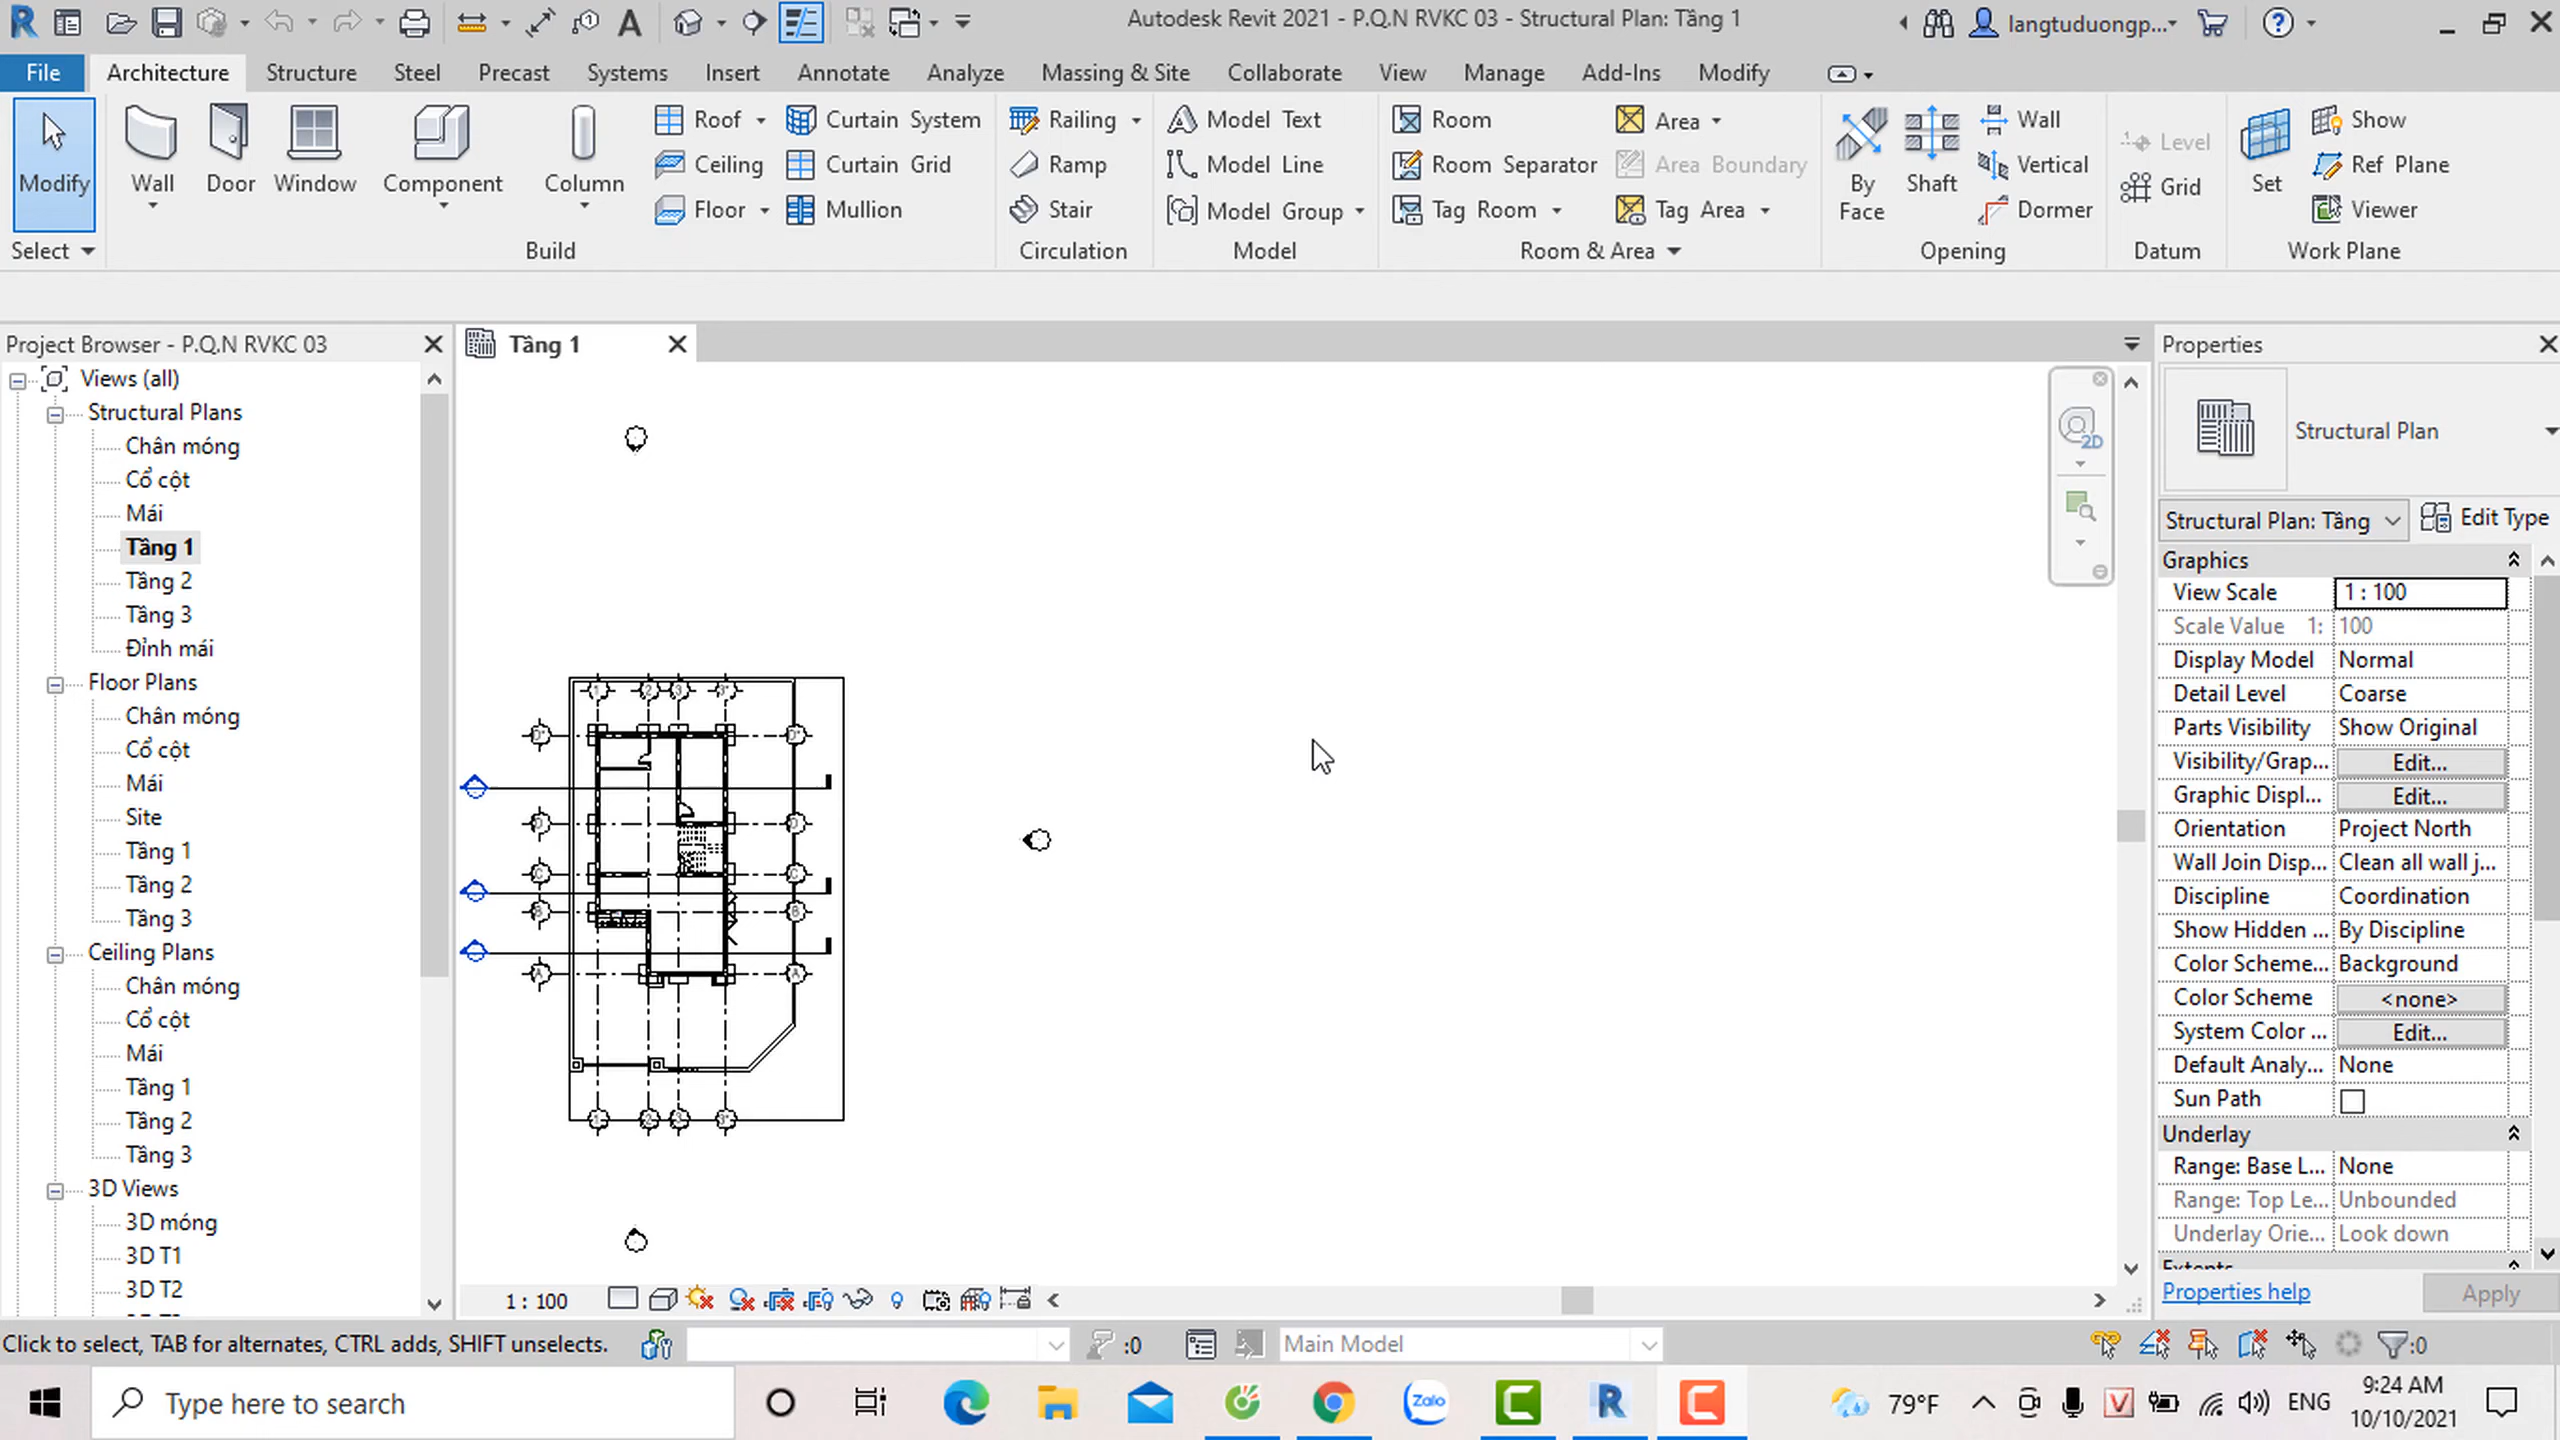 Autodesk Revit 2021 - P.Q.N RVKC 03 - Structural Plan: Tầng 1
langtuduongp...
File Architecture Structure Steel Precast Systems Insert Annotate Analyze Massing & Site Collaborate View Manage Add-Ins Modify
Modify Wall Door Window Component Column
Roof Curtain System
Ceiling Curtain Grid
Floor Mullion
Railing
Ramp
Stair
Model Text
Model Line
Model Group
Room Area
Room Separator Area Boundary
Tag Room Tag Area
By Face Shaft
Wall
Vertical
Dormer
Level
Grid
Set
Show
Ref Plane
Viewer
Select Build Circulation Model Room & Area Opening Datum Work Plane
Project Browser - P.Q.N RVKC 03
Views (all)
Structural Plans
Chân móng
Cổ cột
Mái
Tầng 1
Tầng 2
Tầng 3
Đỉnh mái
Floor Plans
Chân móng
Cổ cột
Mái
Site
Tầng 1
Tầng 2
Tầng 3
Ceiling Plans
Chân móng
Cổ cột
Mái
Tầng 1
Tầng 2
Tầng 3
3D Views
3D móng
3D T1
3D T2
Tầng 1
2D
1 2 3 3*
D* D*
D D
C C
B B
A A
1 2 3 3*
1 : 100
Properties
Structural Plan
Structural Plan: Tầng Edit Type
Graphics
View Scale 1 : 100
Scale Value 1: 100
Display Model Normal
Detail Level Coarse
Parts Visibility Show Original
Visibility/Grap... Edit...
Graphic Displ... Edit...
Orientation Project North
Wall Join Disp... Clean all wall j...
Discipline Coordination
Show Hidden ... By Discipline
Color Scheme... Background
Color Scheme <none>
System Color ... Edit...
Default Analy... None
Sun Path
Underlay
Range: Base L... None
Range: Top Le... Unbounded
Underlay Orie... Look down
Extents
Properties help Apply
Click to select, TAB for alternates, CTRL adds, SHIFT unselects. :0 Main Model :0
Type here to search
Zalo
79°F ENG 9:24 AM
10/10/2021